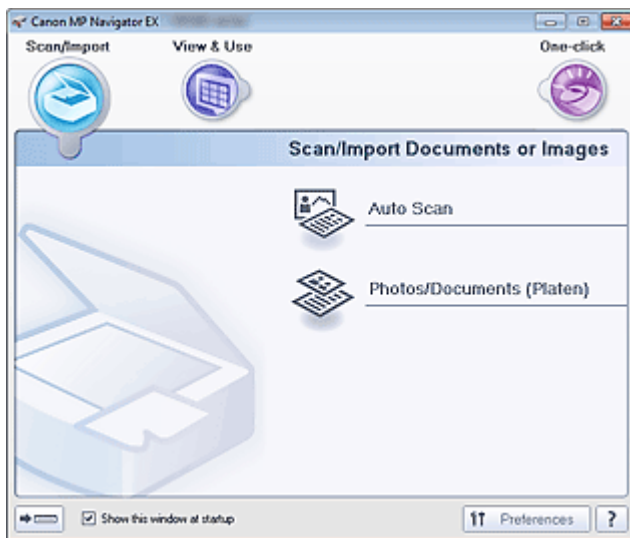 Canon MP Navigator EX
Scan/Import View & Use One-click
Scan/Import Documents or Images
Auto Scan
Photos/Documents (Platen)
Show this window at startup Preferences ?